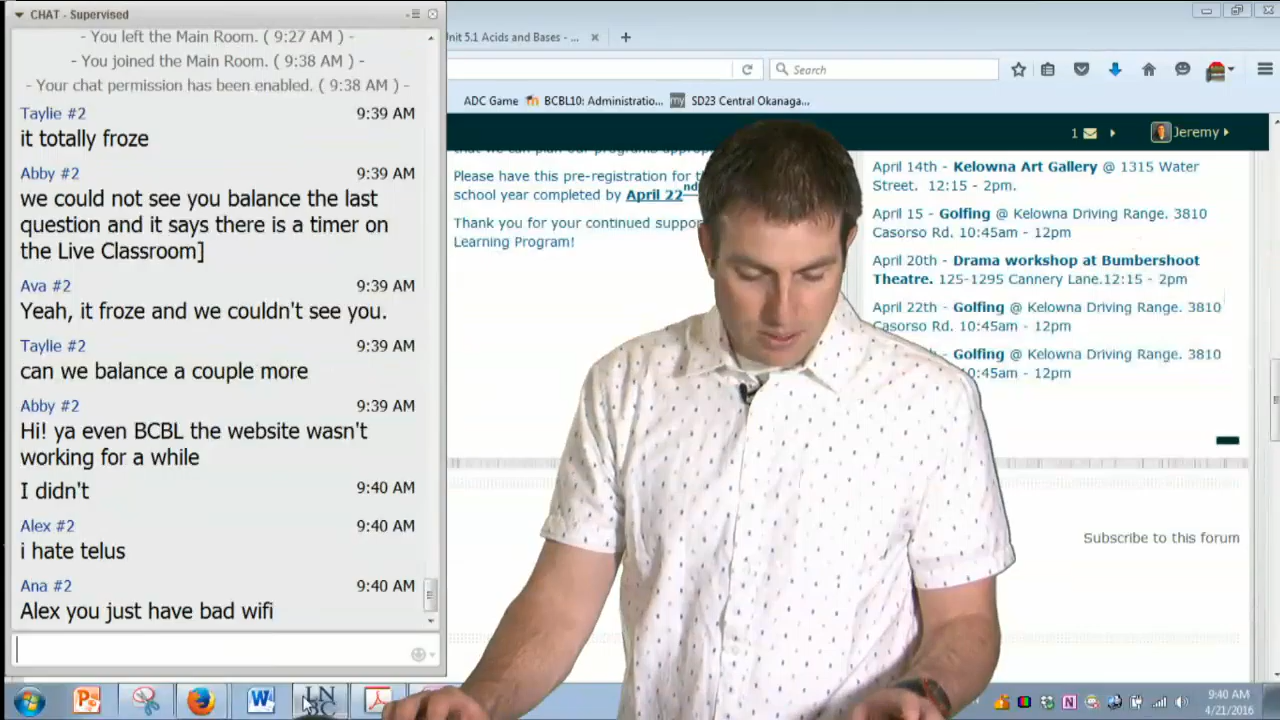 CHAT - Supervised
- You left the Main Room. ( 9:27 AM ) -
- You joined the Main Room. ( 9:38 AM ) -
- Your chat permission has been enabled. ( 9:38 AM ) -
Taylie #2 9:39 AM
it totally froze
Abby #2 9:39 AM
we could not see you balance the last
question and it says there is a timer on
the Live Classroom]
Ava #2 9:39 AM
Yeah, it froze and we couldn't see you.
Taylie #2 9:39 AM
can we balance a couple more
Abby #2 9:39 AM
Hi! ya even BCBL the website wasn't
working for a while
I didn't 9:40 AM
Alex #2 9:40 AM
i hate telus
Ana #2 9:40 AM
Alex you just have bad wifi
Unit 5.1 Acids and Bases - ...
Search
ADC Game BCBL10: Administratio... my SD23 Central Okanaga...
1 Jeremy
that we can plan our programs
Please have this pre-registration for
school year completed by April 22nd
Thank you for your continued
Learning Program!
April 14th - Kelowna Art Gallery @ 1315 Water
Street. 12:15 - 2pm.
April 15 - Golfing @ Kelowna Driving Range. 3810
Casorso Rd. 10:45am - 12pm
April 20th - Drama workshop at Bumbershoot
Theatre. 125-1295 Cannery Lane.12:15 - 2pm
April 22th - Golfing @ Kelowna Driving Range. 3810
Casorso Rd. 10:45am - 12pm
- Golfing @ Kelowna Driving Range. 3810
10:45am - 12pm
Subscribe to this forum
9:40 AM
4/21/2016